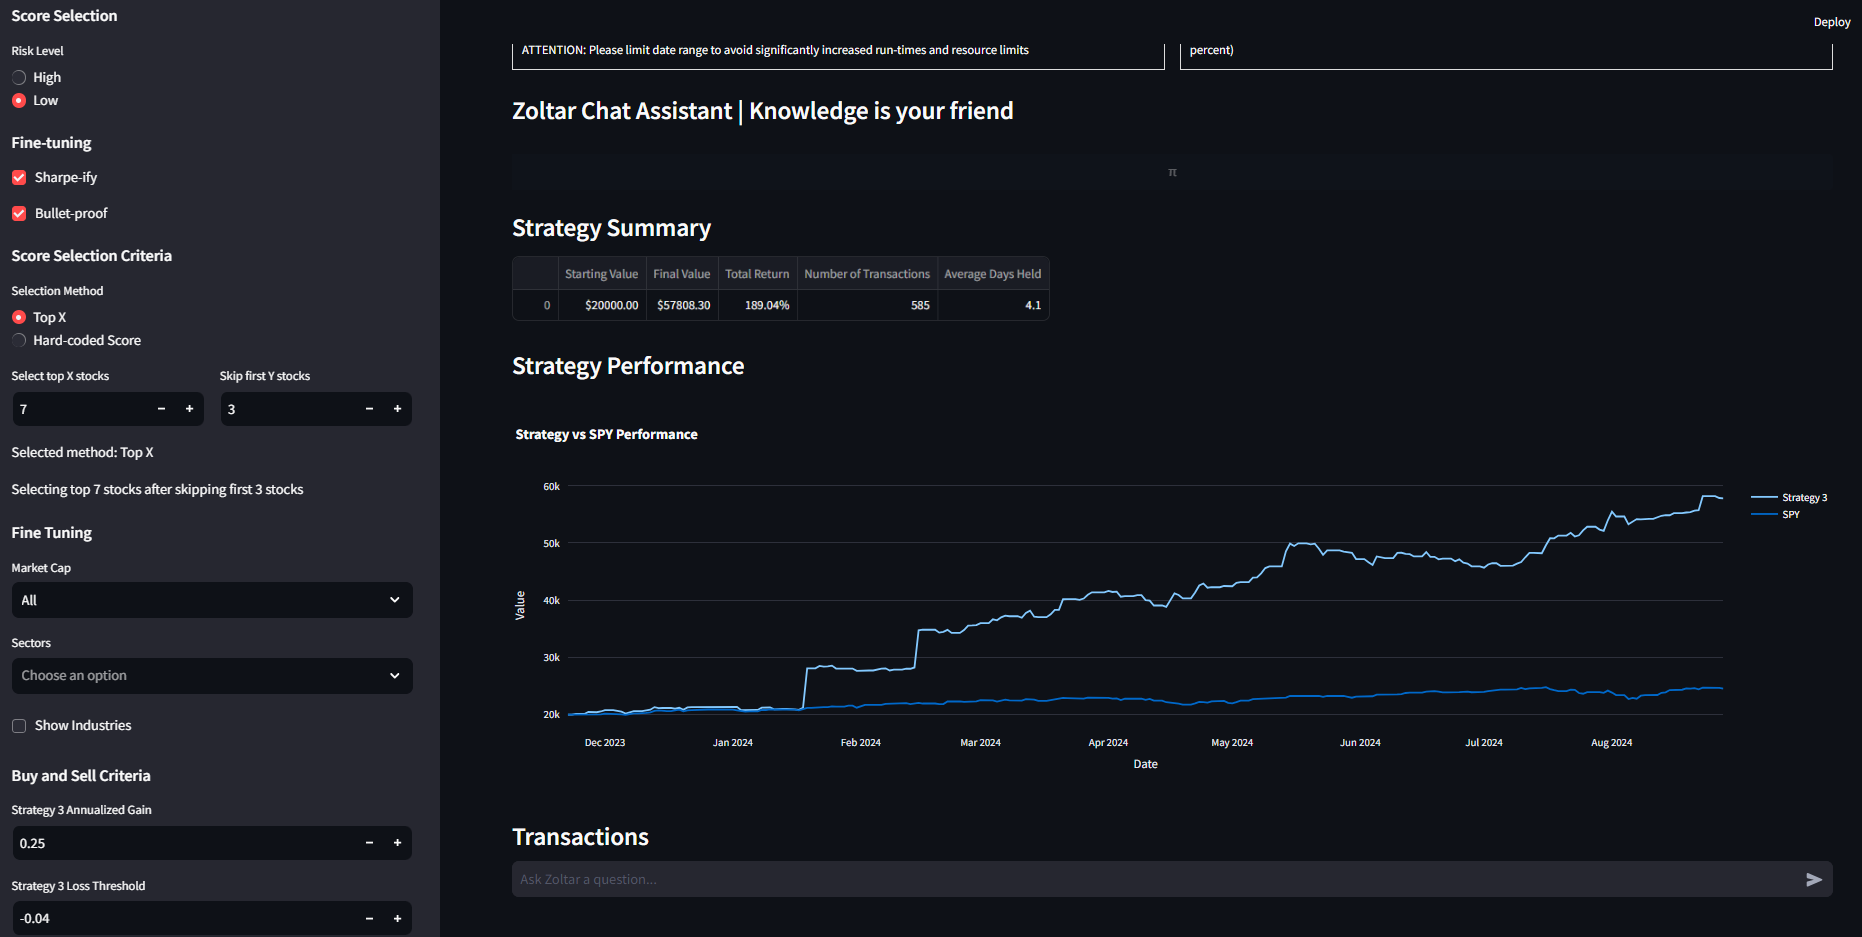 Score Selection
Risk Level
High
Low
Fine-tuning
Sharpe-ify
Bullet-proof
Score Selection Criteria
Selection Method
Top X
Hard-coded Score
Select top X stocks
Skip first Y stocks
7 − +
3 − +
Selected method: Top X
Selecting top 7 stocks after skipping first 3 stocks
Fine Tuning
Market Cap
All
Sectors
Choose an option
Show Industries
Buy and Sell Criteria
Strategy 3 Annualized Gain
0.25 − +
Strategy 3 Loss Threshold
-0.04 − +
Deploy
ATTENTION: Please limit date range to avoid significantly increased run-times and resource limits
percent)
Zoltar Chat Assistant | Knowledge is your friend
π
Strategy Summary
Starting Value Final Value Total Return Number of Transactions Average Days Held
0 $20000.00 $57808.30 189.04% 585 4.1
Strategy Performance
Strategy vs SPY Performance
60k
50k
40k
30k
20k
Value
Dec 2023 Jan 2024 Feb 2024 Mar 2024 Apr 2024 May 2024 Jun 2024 Jul 2024 Aug 2024
Date
Strategy 3
SPY
Transactions
Ask Zoltar a question...